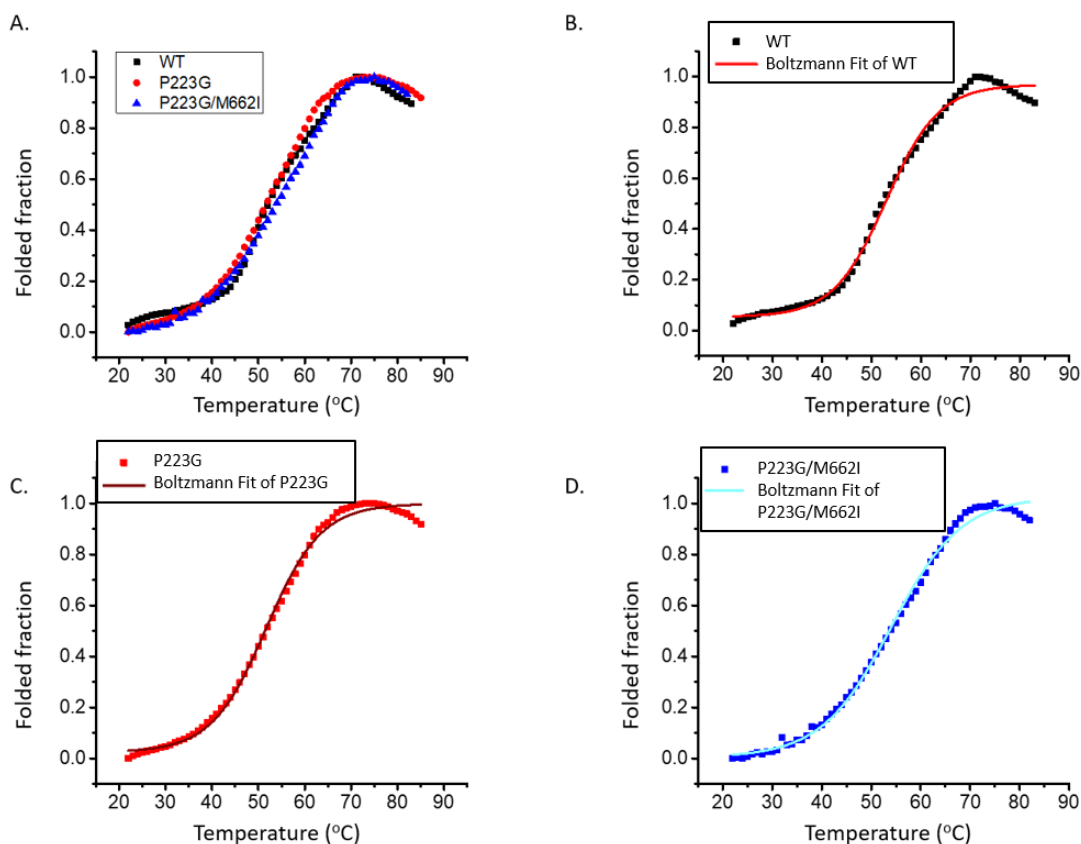 A.
WT
P223G
P223G/M662I
1.0
0.8
0.6
0.4
0.2
0.0
Folded fraction
20 30 40 50 60 70 80 90
Temperature (°C)
B.
WT
Boltzmann Fit of WT
1.0
0.8
0.6
0.4
0.2
0.0
Folded fraction
20 30 40 50 60 70 80 90
Temperature (°C)
C.
P223G
Boltzmann Fit of P223G
1.0
0.8
0.6
0.4
0.2
0.0
Folded fraction
20 30 40 50 60 70 80 90
Temperature (°C)
D.
P223G/M662I
Boltzmann Fit of
P223G/M662I
1.0
0.8
0.6
0.4
0.2
0.0
Folded fraction
20 30 40 50 60 70 80 90
Temperature (°C)